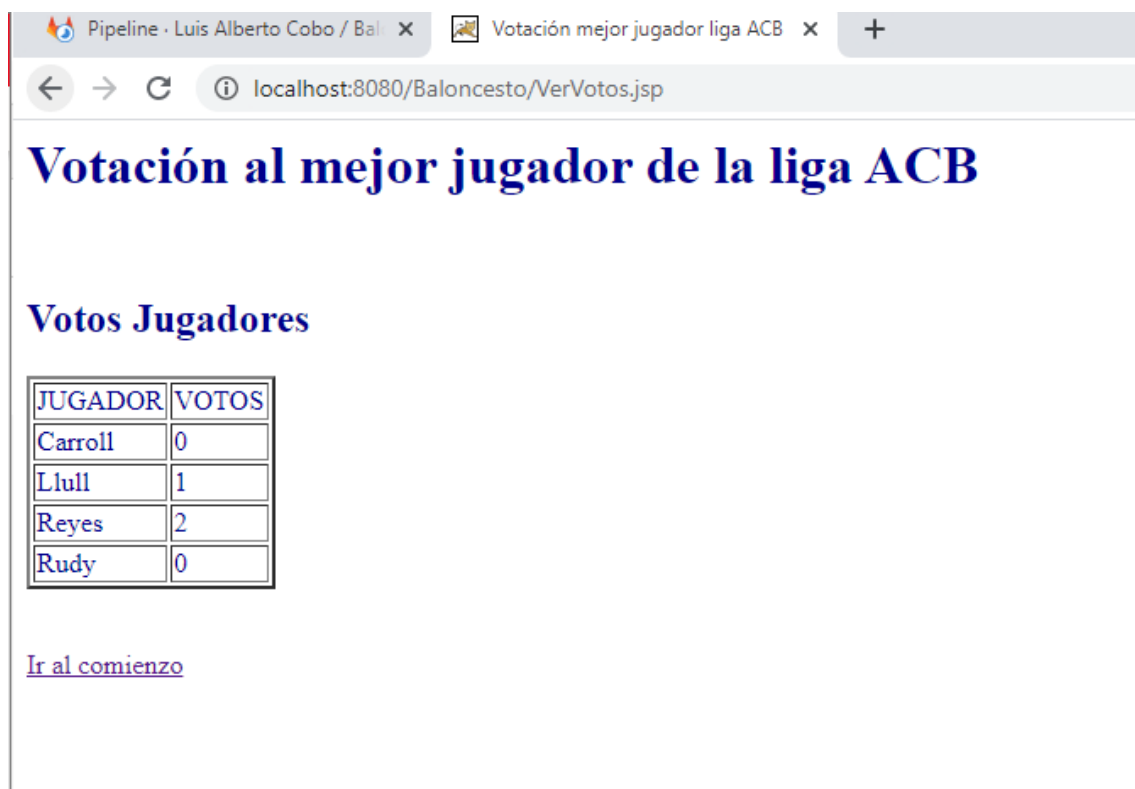 Pipeline · Luis Alberto Cobo / Bal
Votación mejor jugador liga ACB
localhost:8080/Baloncesto/VerVotos.jsp
Votación al mejor jugador de la liga ACB
Votos Jugadores
JUGADOR VOTOS
Carroll 0
Llull 1
Reyes 2
Rudy 0
Ir al comienzo